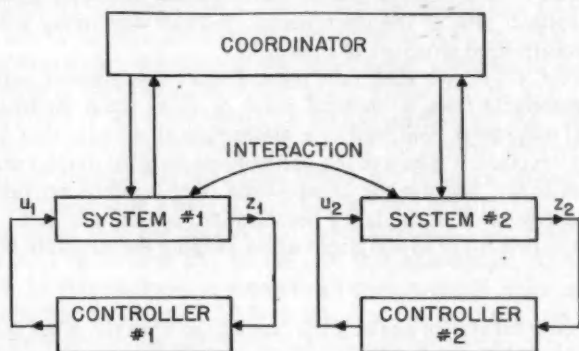 COORDINATOR
INTERACTION
u1
SYSTEM #1
z1
u2
SYSTEM #2
z2
CONTROLLER
#1
CONTROLLER
#2